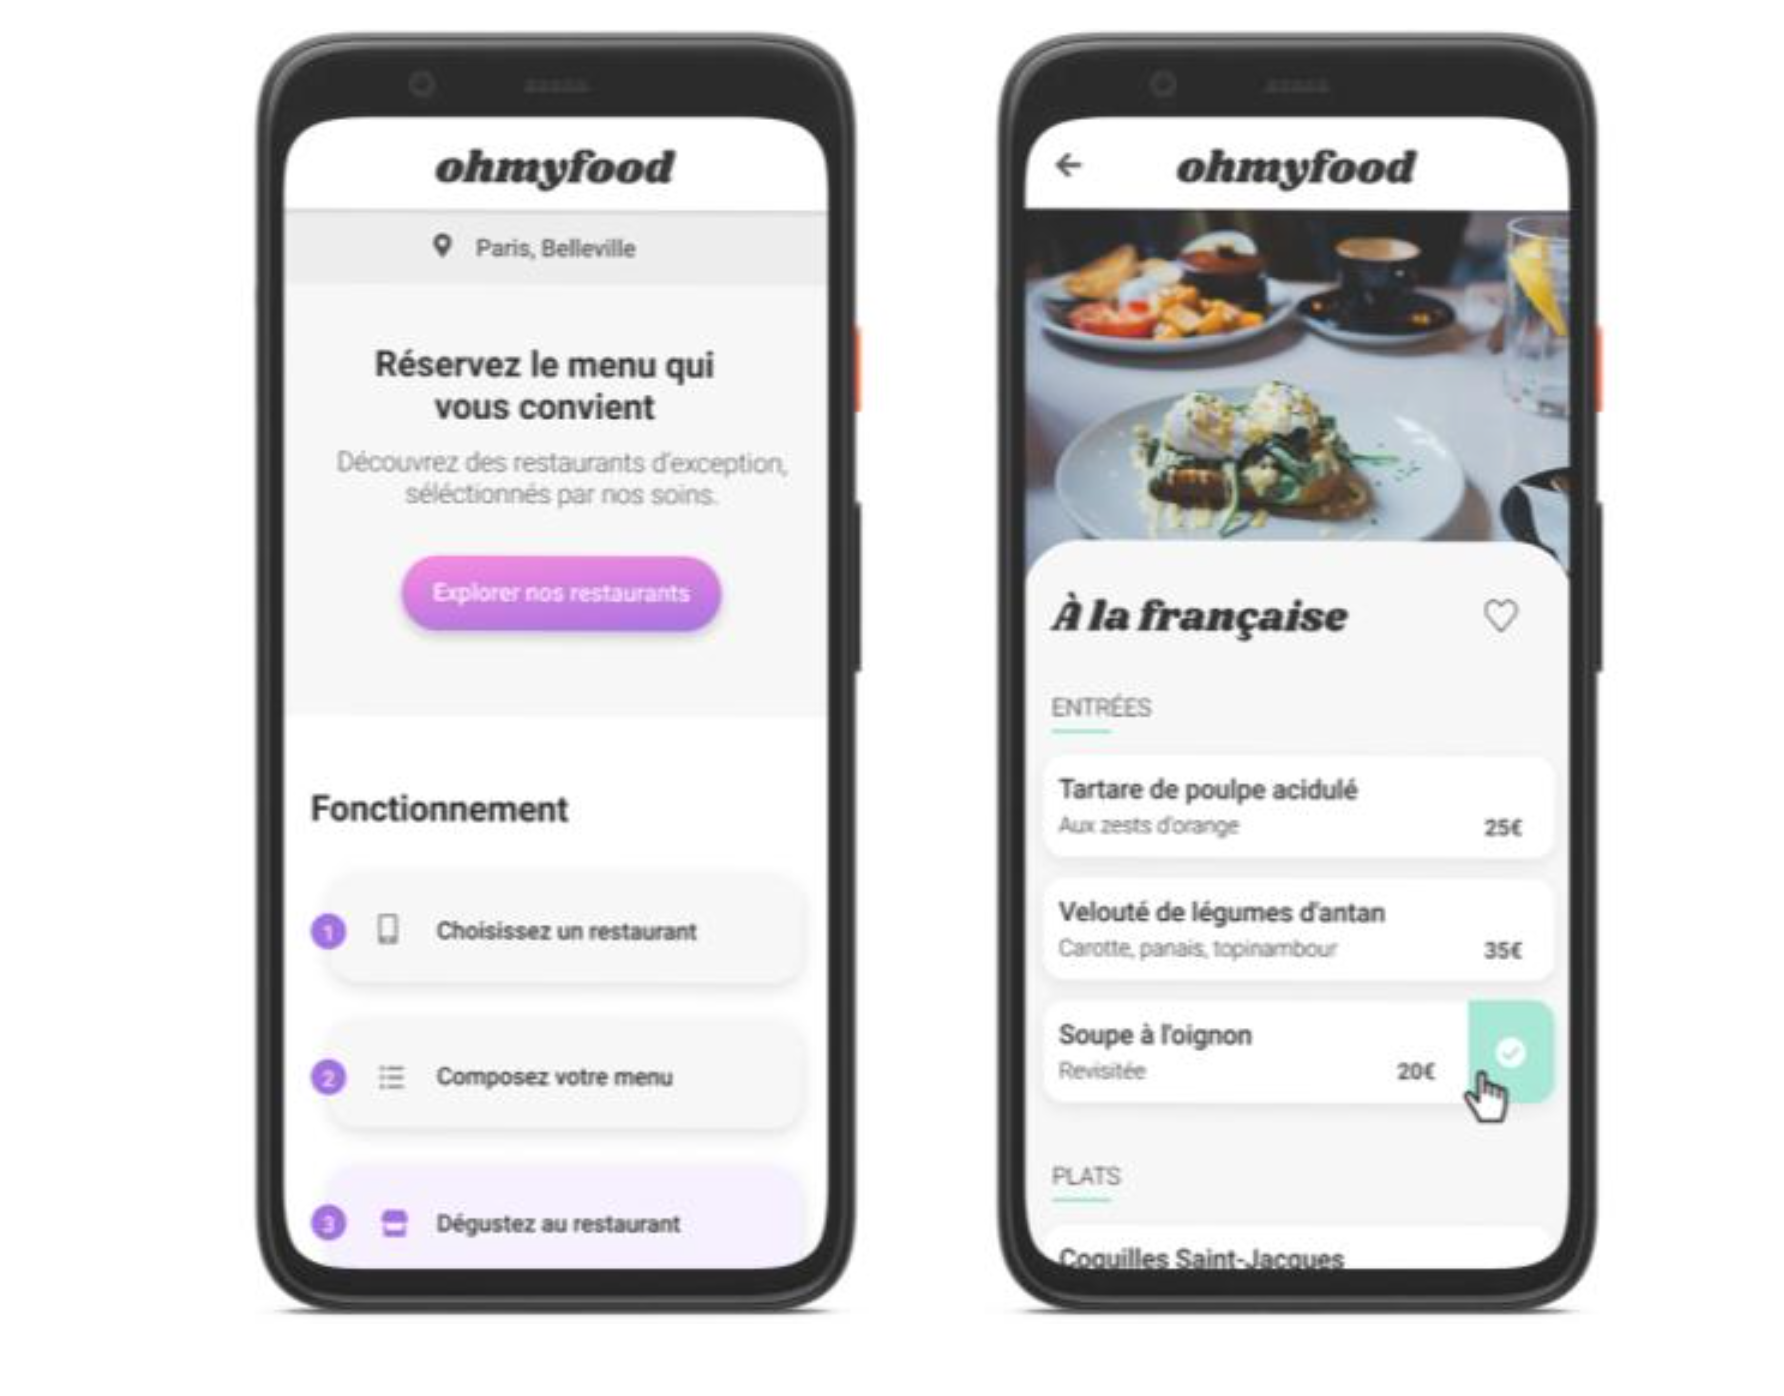 ohmyfood
Paris, Belleville
Réservez le menu qui
vous convient
Découvrez des restaurants d'exception,
séléctionnés par nos soins.
Explorer nos restaurants
Fonctionnement
1 Choisissez un restaurant
2 Composez votre menu
3 Dégustez au restaurant
ohmyfood
À la française
ENTRÉES
Tartare de poulpe acidulé
Aux zests d'orange 25€
Velouté de légumes d'antan
Carotte, panais, topinambour 35€
Soupe à l'oignon
Revisitée 20€
PLATS
Coquilles Saint-Jacques